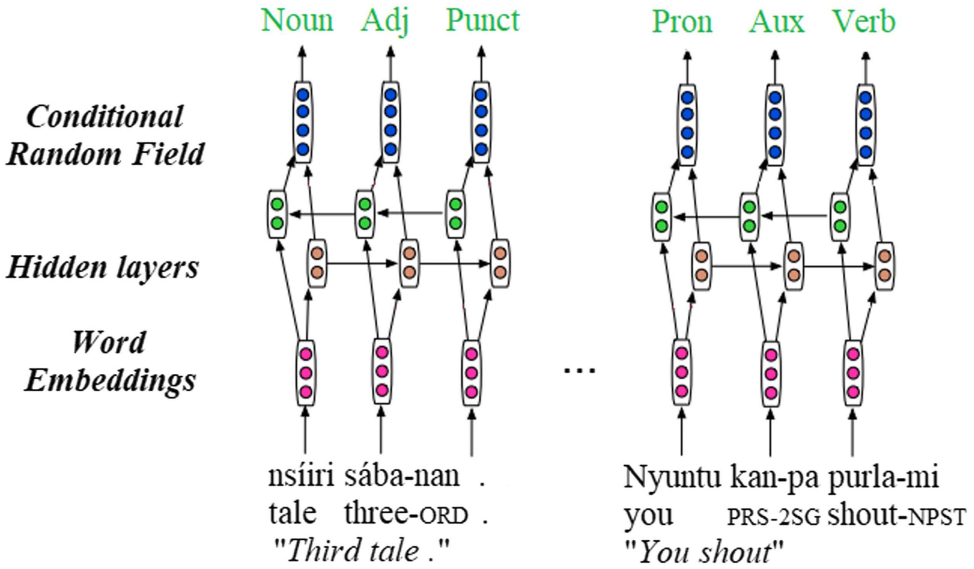 Noun Adj Punct Pron Aux Verb
Conditional
Random Field
Hidden layers
Word
Embeddings
...
nsíiri sába-nan .
tale three-ORD .
"Third tale ."
Nyuntu kan-pa purla-mi
you PRS-2SG shout-NPST
"You shout"